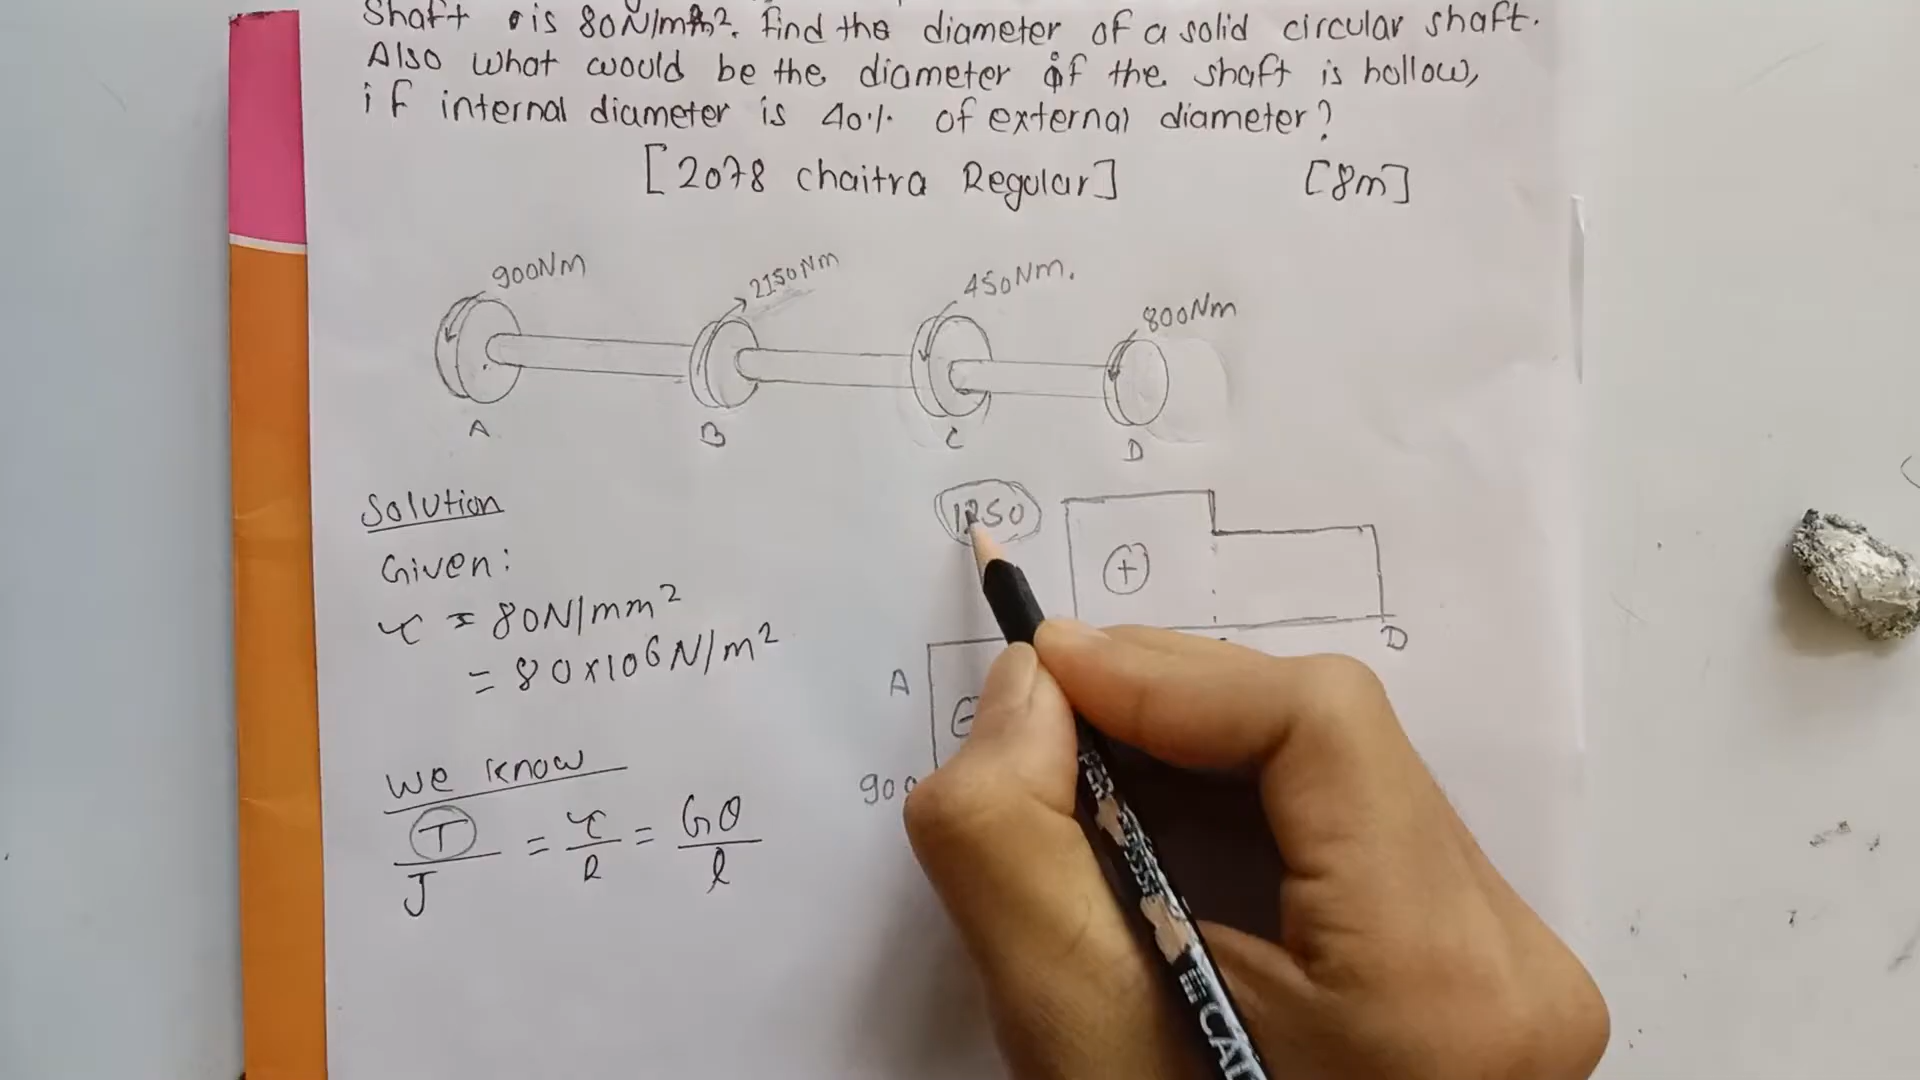 Shaft is 80N/mm². find the diameter of a solid circular shaft.
Also what would be the diameter if the shaft is hollow,
if internal diameter is 40% of external diameter?
[2078 chaitra Regular] [8m]
900Nm
2150Nm
450Nm.
800Nm
A
B
C
D
Solution
1250
+
Given:
τ = 80N/mm²
= 80×106N/m²
D
A
900
We know
T/J = τ/R = Gθ/l